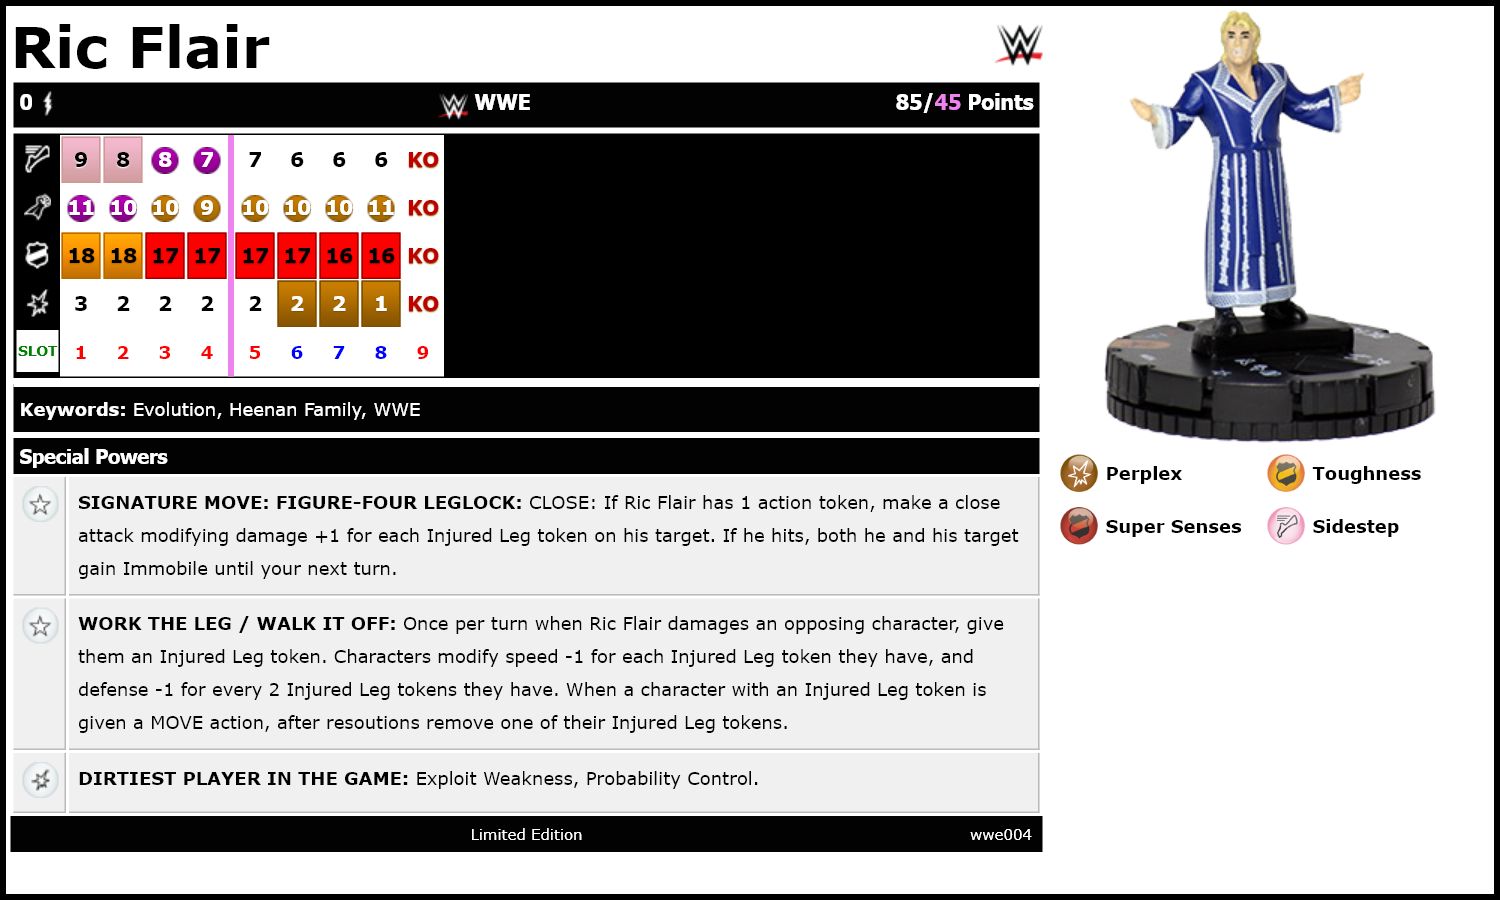 Ric Flair
W
0 WWE 85/45 Points
9 8 8 7 7 6 6 6 KO
11 10 10 9 10 10 10 11 KO
18 18 17 17 17 17 16 16 KO
3 2 2 2 2 2 2 1 KO
SLOT 1 2 3 4 5 6 7 8 9
Keywords: Evolution, Heenan Family, WWE
Special Powers
SIGNATURE MOVE: FIGURE-FOUR LEGLOCK: CLOSE: If Ric Flair has 1 action token, make a close
attack modifying damage +1 for each Injured Leg token on his target. If he hits, both he and his target
gain Immobile until your next turn.
WORK THE LEG / WALK IT OFF: Once per turn when Ric Flair damages an opposing character, give
them an Injured Leg token. Characters modify speed -1 for each Injured Leg token they have, and
defense -1 for every 2 Injured Leg tokens they have. When a character with an Injured Leg token is
given a MOVE action, after resoutions remove one of their Injured Leg tokens.
DIRTIEST PLAYER IN THE GAME: Exploit Weakness, Probability Control.
Limited Edition wwe004
Perplex Toughness
Super Senses Sidestep